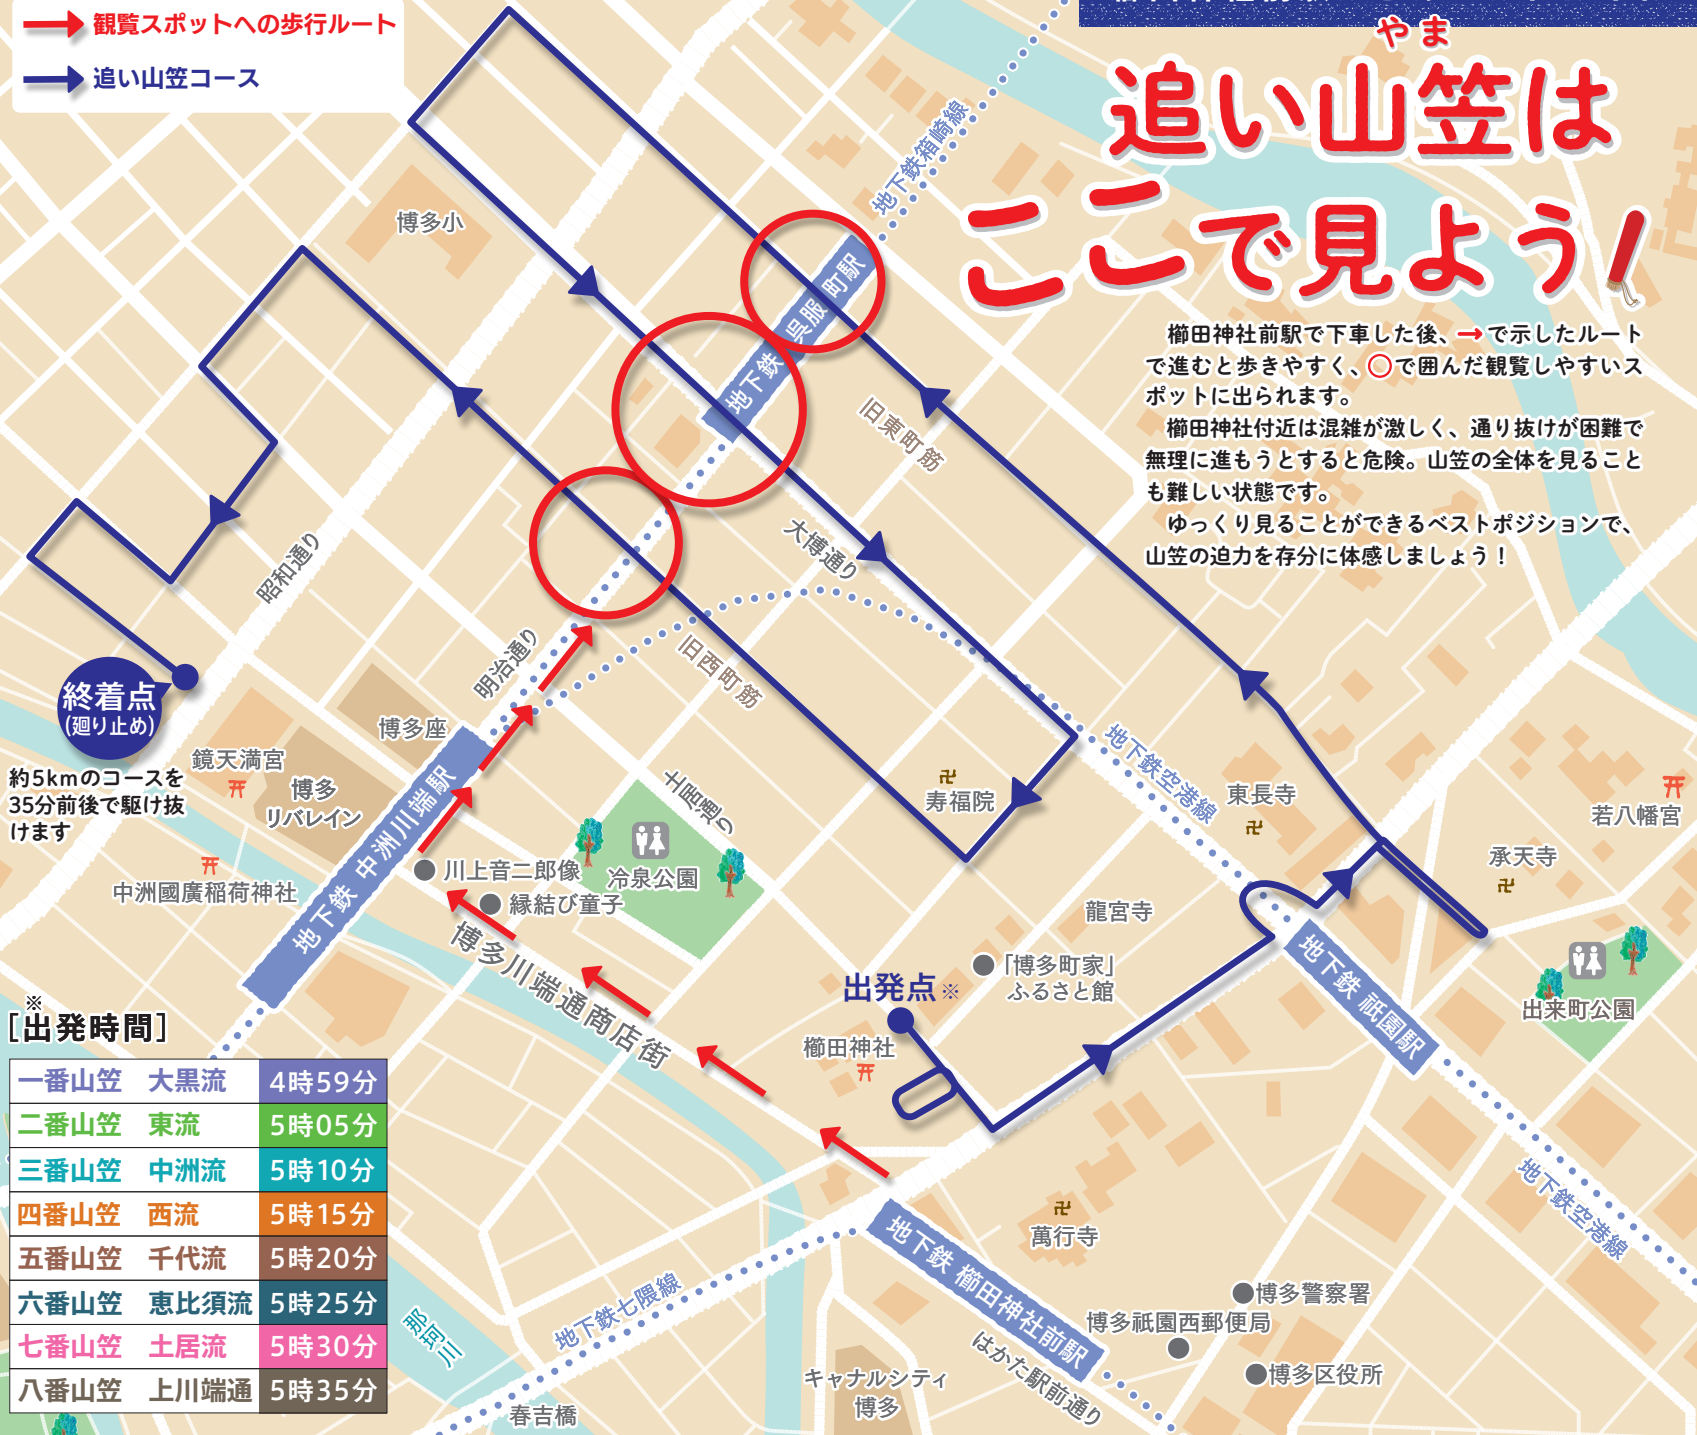 観覧スポットへの歩行ルート
追い山笠コース
やま
追い山笠は
ここで見よう!
櫛田神社前駅で下車した後、→で示したルート
で進むと歩きやすく、○で囲んだ観覧しやすいス
ポットに出られます。
櫛田神社付近は混雑が激しく、通り抜けが困難で
無理に進もうとすると危険。山笠の全体を見ること
も難しい状態です。
ゆっくり見ることができるベストポジションで、
山笠の迫力を存分に体感しましょう！
地下鉄箱崎線
博多小
地下鉄 呉服町駅
旧東町筋
大博通り
昭和通り
明治通り
旧西町筋
終着点
(廻り止め)
約5kmのコースを
35分前後で駆け抜
けます
鏡天満宮
博多座
博多
リバレイン
地下鉄 中洲川端駅
中洲國廣稲荷神社
土居通り
川上音二郎像
冷泉公園
縁結び童子
博多川端通商店街
寿福院
地下鉄空港線
東長寺
若八幡宮
承天寺
龍宮寺
「博多町家」
ふるさと館
出発点※
櫛田神社
地下鉄 祇園駅
出来町公園
※
[出発時間]
一番山笠 大黒流 4時59分
二番山笠 東流 5時05分
三番山笠 中洲流 5時10分
四番山笠 西流 5時15分
五番山笠 千代流 5時20分
六番山笠 恵比須流 5時25分
七番山笠 土居流 5時30分
八番山笠 上川端通 5時35分
那珂川
地下鉄七隈線
春吉橋
地下鉄 櫛田神社前駅
はかた駅前通り
キャナルシティ
博多
萬行寺
博多警察署
博多祇園西郵便局
博多区役所
地下鉄空港線